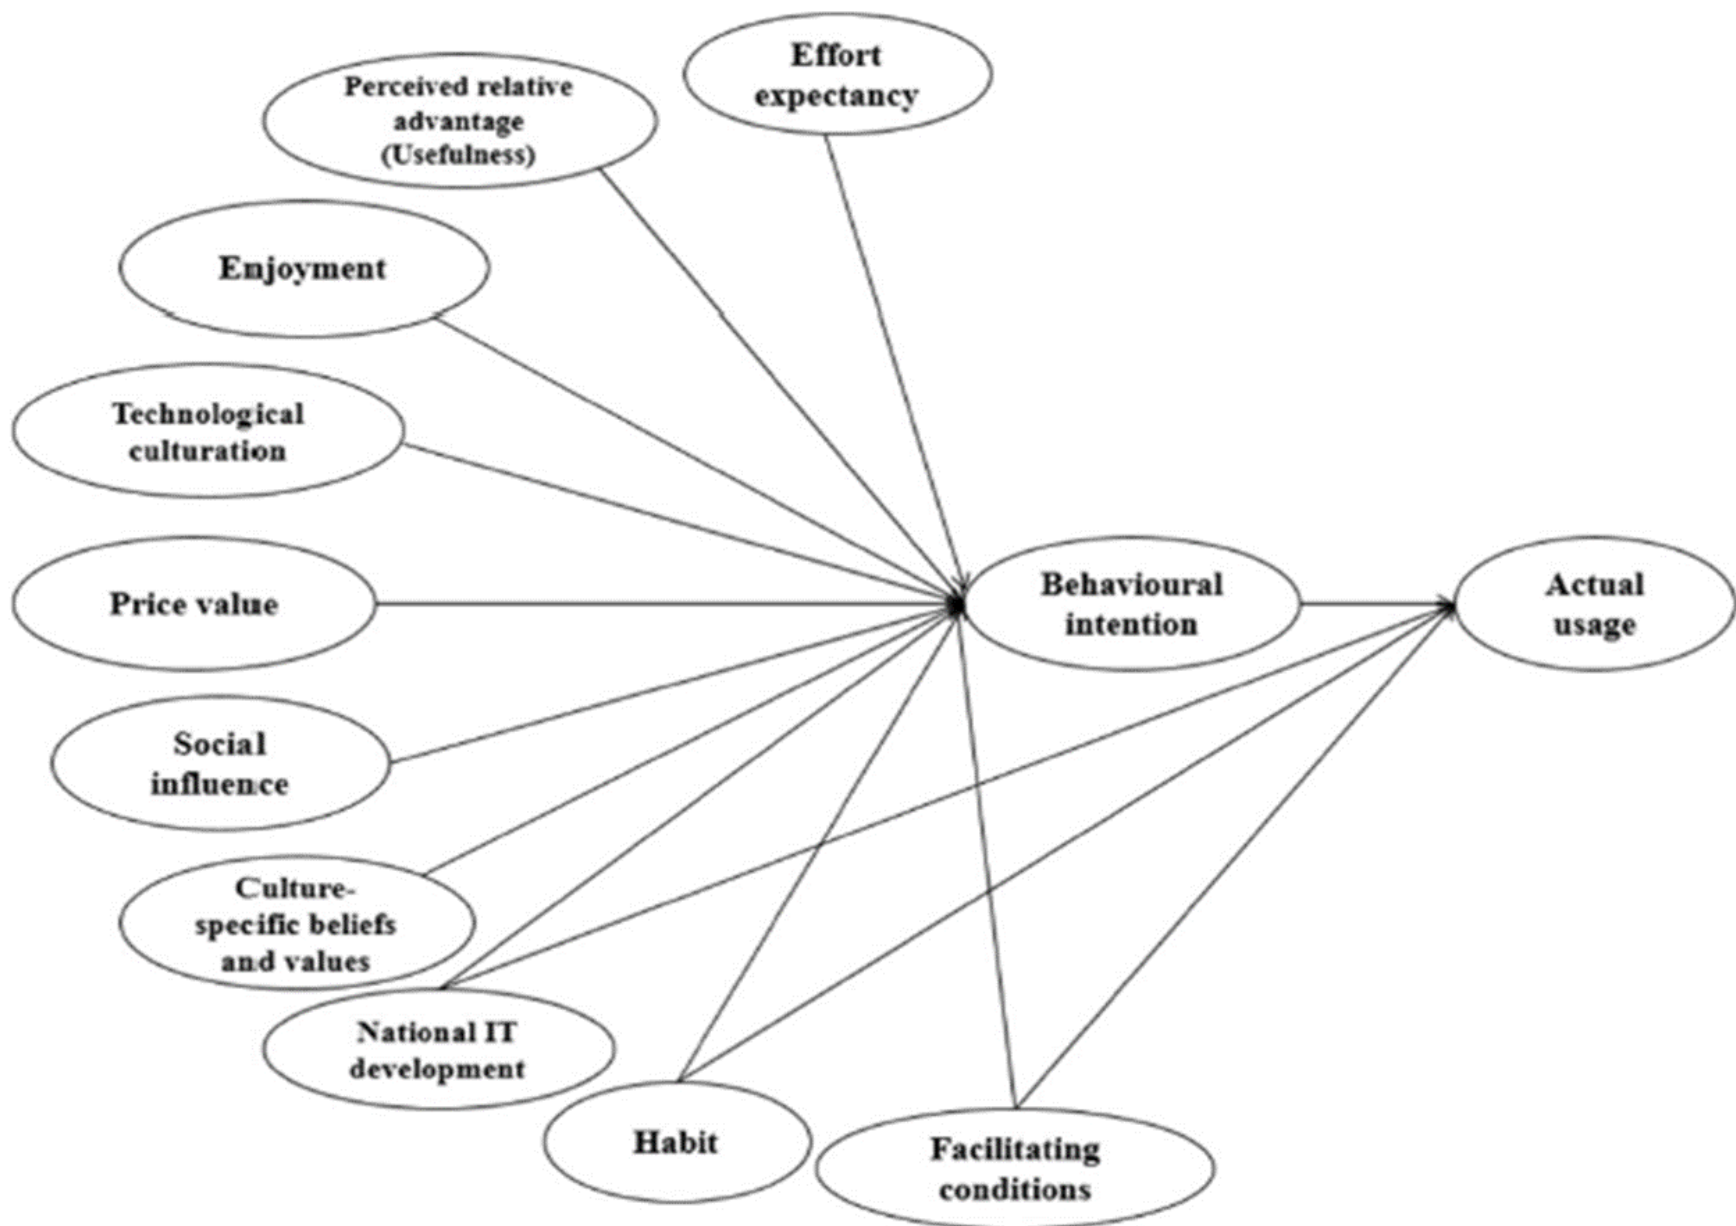 Effort
expectancy
Perceived relative
advantage
(Usefulness)
Enjoyment
Technological
culturation
Price value
Behavioural
intention
Actual
usage
Social
influence
Culture-
specific beliefs
and values
National IT
development
Habit
Facilitating
conditions